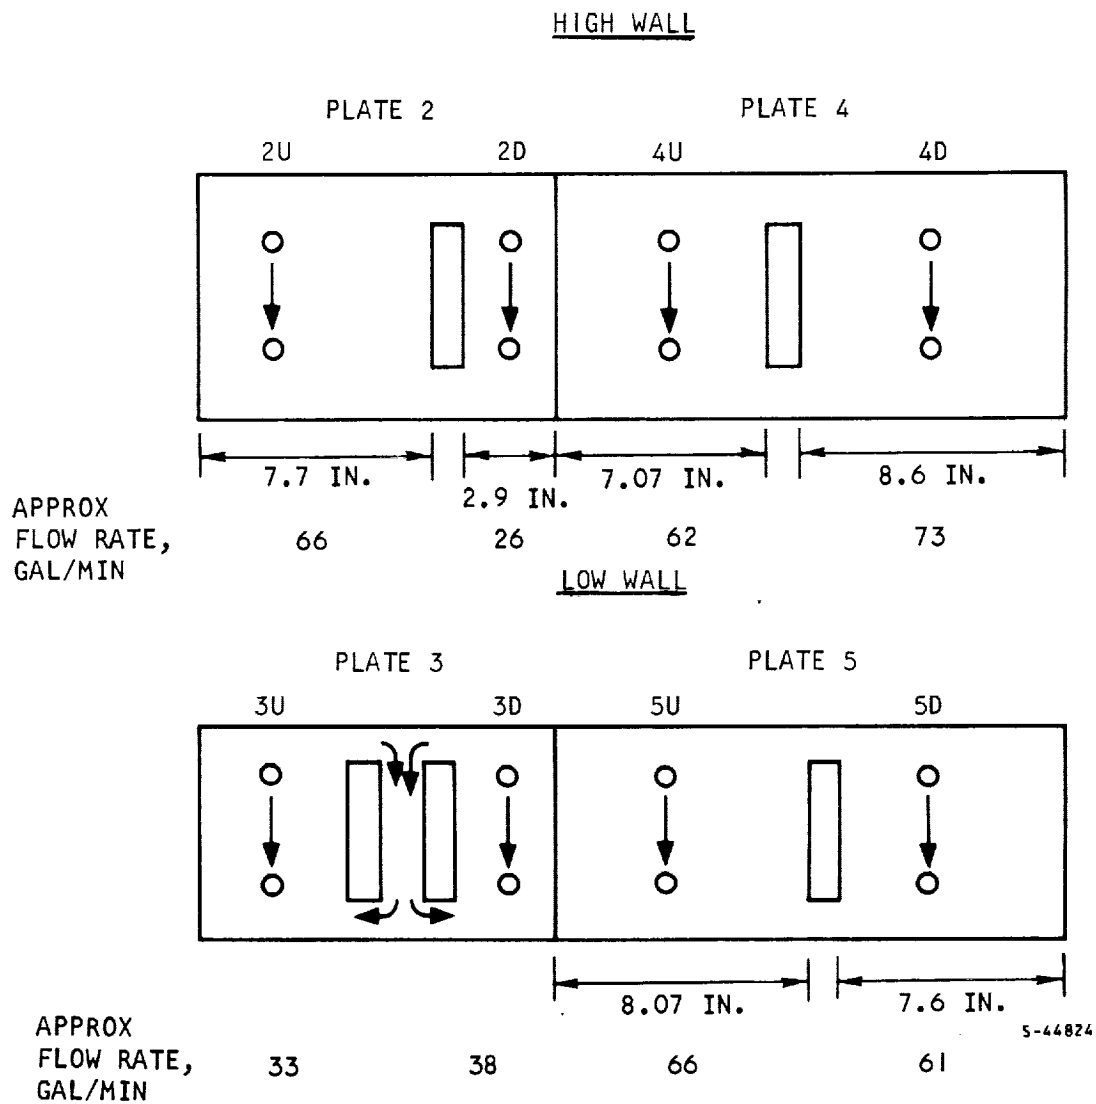 HIGH WALL
PLATE 2 PLATE 4
2U 2D 4U 4D
7.7 IN. 2.9 IN. 7.07 IN. 8.6 IN.
APPROX
FLOW RATE, 66 26 62 73
GAL/MIN
LOW WALL
PLATE 3 PLATE 5
3U 3D 5U 5D
8.07 IN. 7.6 IN.
S-44824
APPROX
FLOW RATE, 33 38 66 61
GAL/MIN